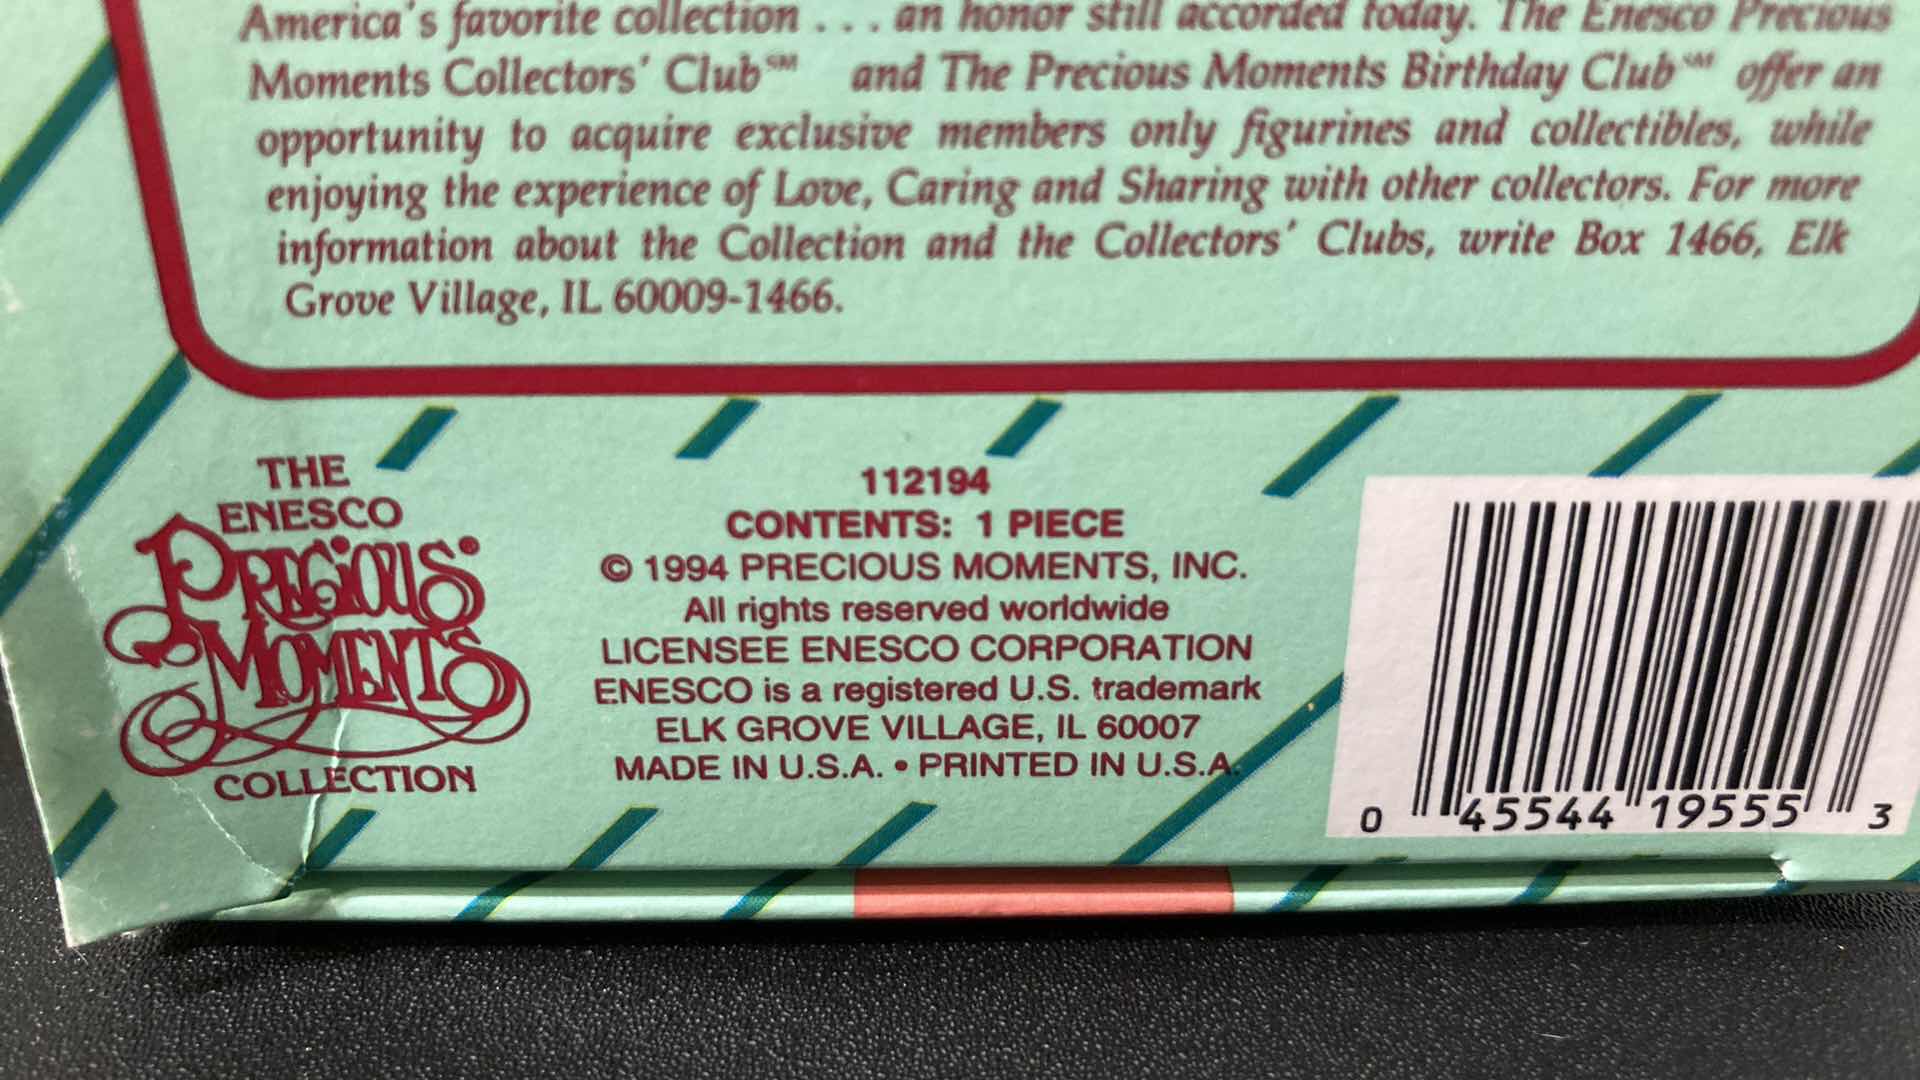 America's favorite collection . . . an honor still accorded today. The Enesco Precious
Moments Collectors' Club℠ and The Precious Moments Birthday Club℠ offer an
opportunity to acquire exclusive members only figurines and collectibles, while
enjoying the experience of Love, Caring and Sharing with other collectors. For more
information about the Collection and the Collectors' Clubs, write Box 1466, Elk
Grove Village, IL 60009-1466.
THE
ENESCO
PRECIOUS
MOMENTS®
COLLECTION
112194
CONTENTS: 1 PIECE
© 1994 PRECIOUS MOMENTS, INC.
All rights reserved worldwide
LICENSEE ENESCO CORPORATION
ENESCO is a registered U.S. trademark
ELK GROVE VILLAGE, IL 60007
MADE IN U.S.A. • PRINTED IN U.S.A.
0 45544 19555 3